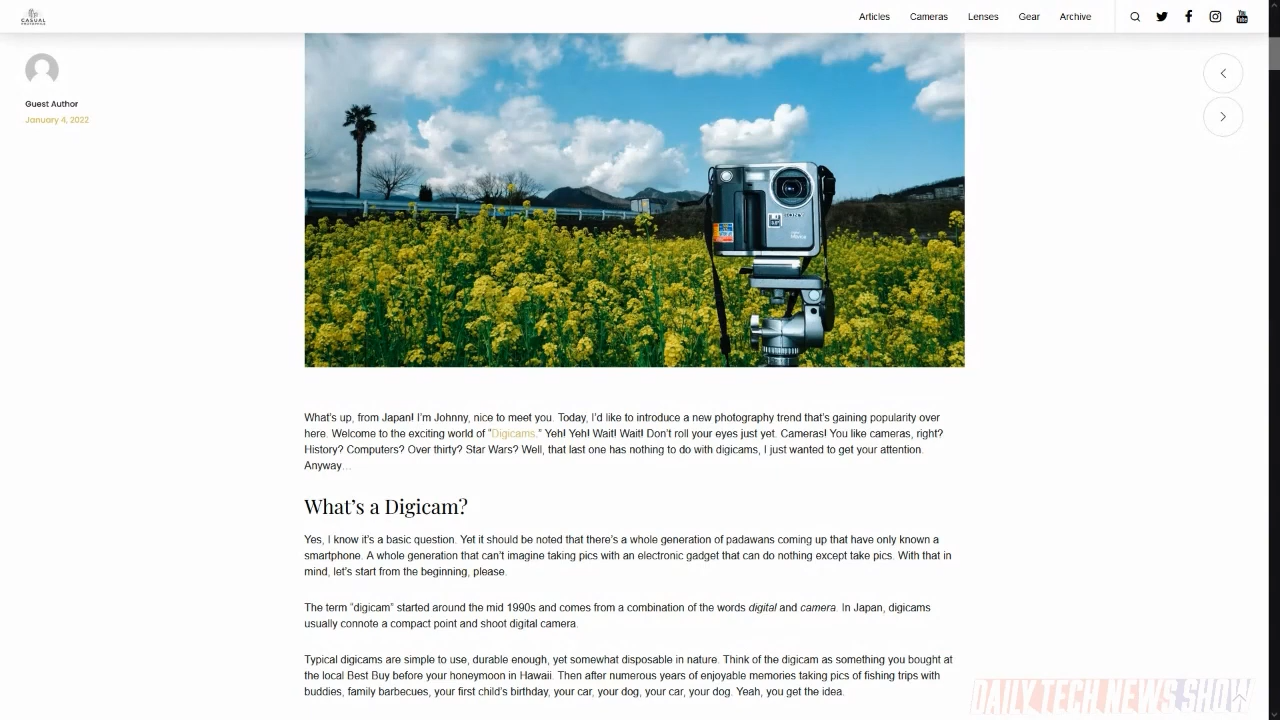 CASUAL
PHOTOPHILE
Articles
Cameras
Lenses
Gear
Archive
Guest Author
January 4, 2022
SONY
What's up, from Japan! I'm Johnny, nice to meet you. Today, I'd like to introduce a new photography trend that's gaining popularity over
here. Welcome to the exciting world of "Digicams." Yeh! Yeh! Wait! Wait! Don't roll your eyes just yet. Cameras! You like cameras, right?
History? Computers? Over thirty? Star Wars? Well, that last one has nothing to do with digicams, I just wanted to get your attention.
Anyway…
What's a Digicam?
Yes, I know it's a basic question. Yet it should be noted that there's a whole generation of padawans coming up that have only known a
smartphone. A whole generation that can't imagine taking pics with an electronic gadget that can do nothing except take pics. With that in
mind, let's start from the beginning, please.
The term "digicam" started around the mid 1990s and comes from a combination of the words digital and camera. In Japan, digicams
usually connote a compact point and shoot digital camera.
Typical digicams are simple to use, durable enough, yet somewhat disposable in nature. Think of the digicam as something you bought at
the local Best Buy before your honeymoon in Hawaii. Then after numerous years of enjoyable memories taking pics of fishing trips with
buddies, family barbecues, your first child's birthday, your car, your dog, your car, your dog. Yeah, you get the idea.
DAILY TECH NEWS SHOW